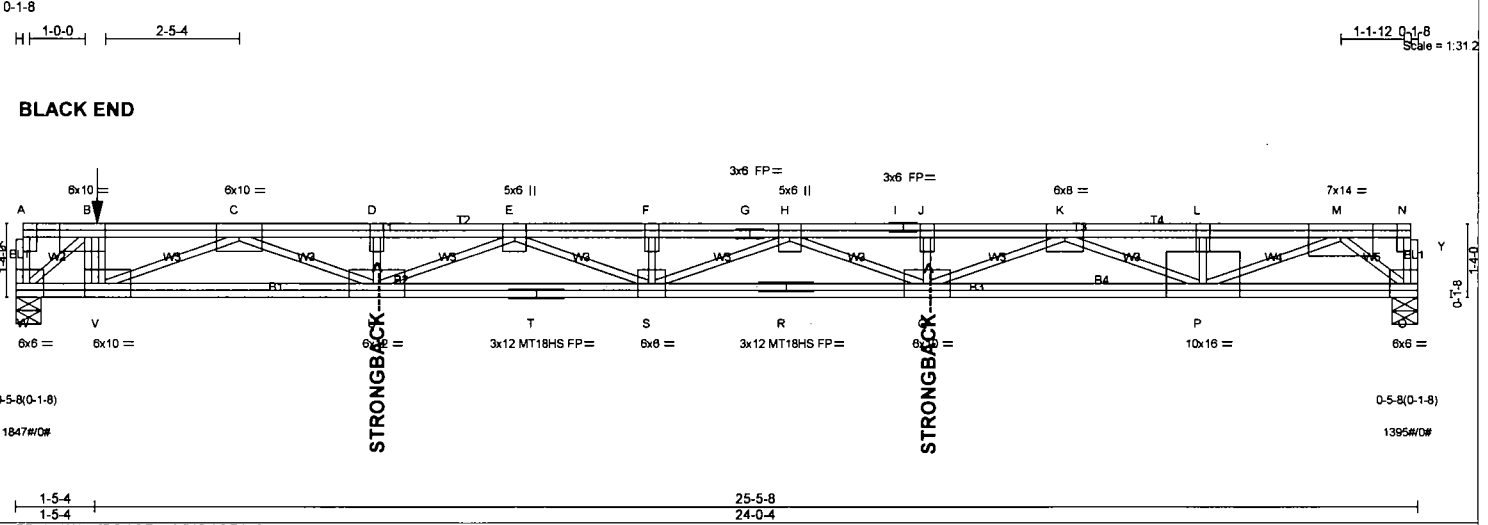 0-1-8
1-0-0 2-5-4 1-1-12 0-1-8
Scale = 1:31.2
BLACK END
3x6 FP= 3x6 FP=
6x10 = 6x10 = 5x6 || 5x6 || 6x8 = 7x14 =
A B C D E F G H I J K L M N
T2 T3 T4
W3 W3 W3 W3 W3 W3 W4 Y
1-4-0
B1 B3 B4
0-1-8
V T S R P
6x6 = 6x10 = 3x12 MT18HS FP= 6x6 = 3x12 MT18HS FP= 10x16 = 6x6 =
STRONGBACK STRONGBACK
0-5-8(0-1-8) 0-5-8(0-1-8)
1847#/0# 1395#/0#
1-5-4 25-5-8
1-5-4 24-0-4